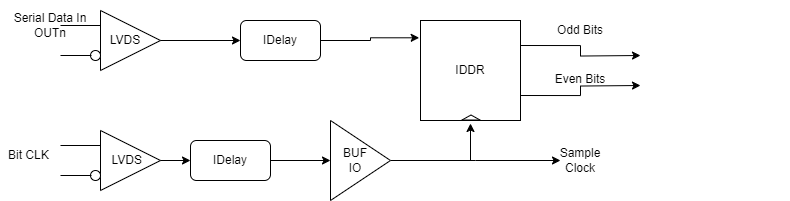 Serial Data In
OUTn
LVDS
IDelay
IDDR
Odd Bits
Even Bits
Bit CLK
LVDS
IDelay
BUF
IO
Sample
Clock